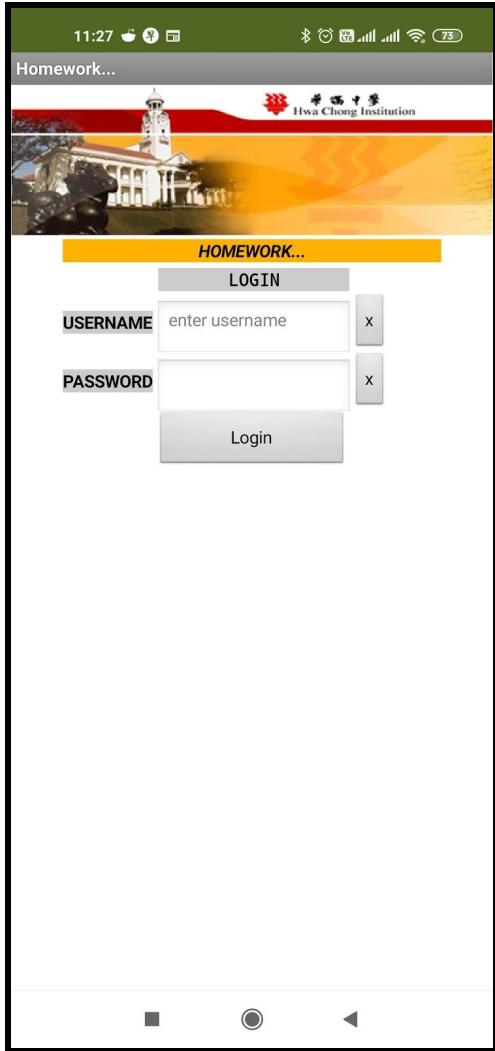 11:27 73
Homework...
華僑中學
Hwa Chong Institution
HOMEWORK...
LOGIN
USERNAME enter username x
PASSWORD x
Login